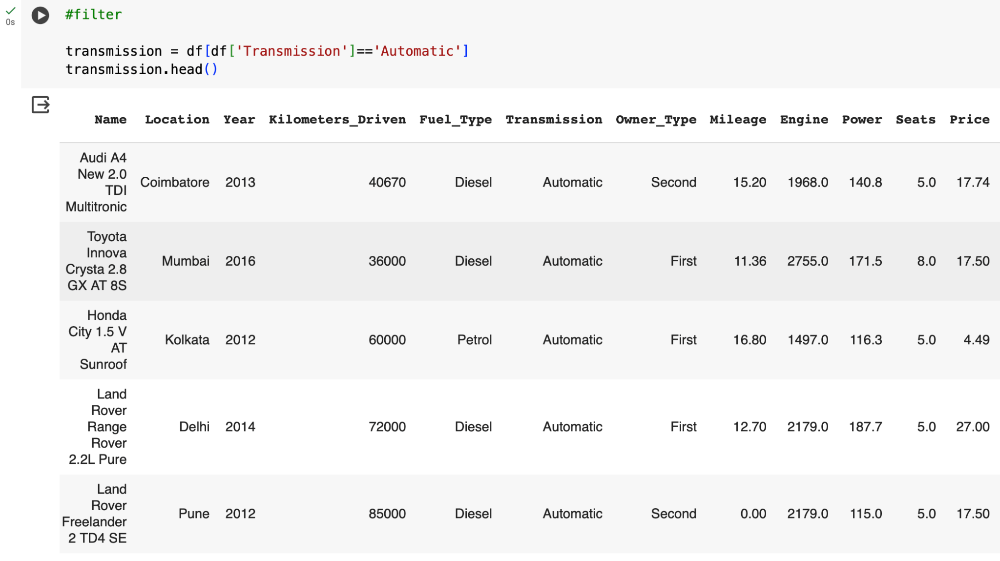 0s
#filter
transmission = df[df['Transmission']=='Automatic']
transmission.head()
Name Location Year Kilometers_Driven Fuel_Type Transmission Owner_Type Mileage Engine Power Seats Price
Audi A4
New 2.0
TDI
Multitronic
Coimbatore 2013 40670 Diesel Automatic Second 15.20 1968.0 140.8 5.0 17.74
Toyota
Innova
Crysta 2.8
GX AT 8S
Mumbai 2016 36000 Diesel Automatic First 11.36 2755.0 171.5 8.0 17.50
Honda
City 1.5 V
AT
Sunroof
Kolkata 2012 60000 Petrol Automatic First 16.80 1497.0 116.3 5.0 4.49
Land
Rover
Range
Rover
2.2L Pure
Delhi 2014 72000 Diesel Automatic First 12.70 2179.0 187.7 5.0 27.00
Land
Rover
Freelander
2 TD4 SE
Pune 2012 85000 Diesel Automatic Second 0.00 2179.0 115.0 5.0 17.50